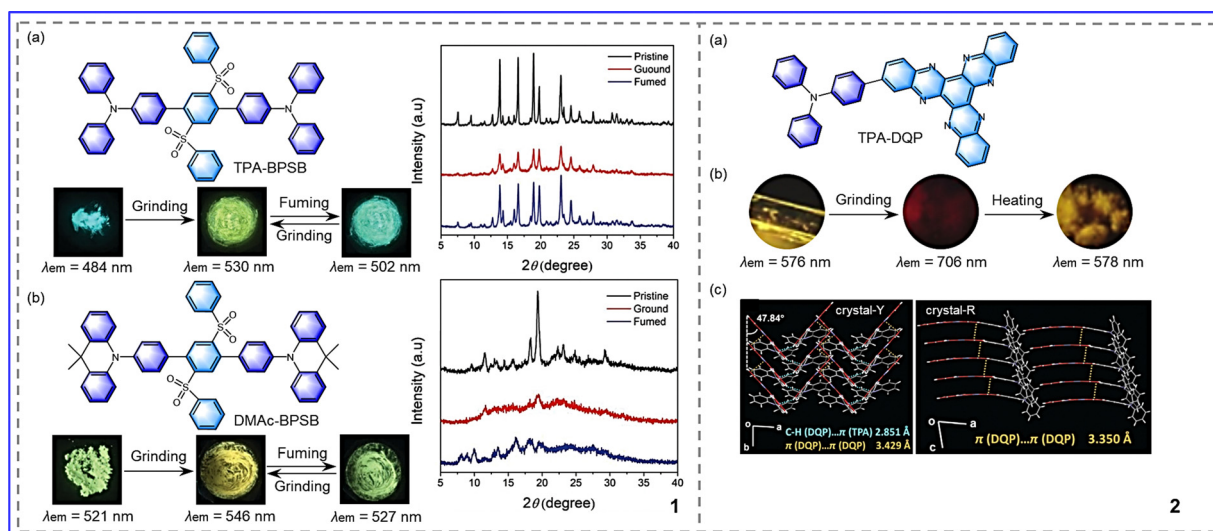 (a)
O
S
O
N
N
O
S
O
TPA-BPSB
Grinding
Fuming
Grinding
λem = 484 nm
λem = 530 nm
λem = 502 nm
Intensity (a.u)
Pristine
Guound
Fumed
5 10 15 20 25 30 35 40
2θ (degree)
(b)
O
S
O
N
N
O
S
O
DMAc-BPSB
Grinding
Fuming
Grinding
λem = 521 nm
λem = 546 nm
λem = 527 nm
Intensity (a.u)
Pristine
Ground
Fumed
5 10 15 20 25 30 35 40
2θ (degree)
1
(a)
N
N
N
N
N
N
N
TPA-DQP
(b)
Grinding
Heating
λem = 576 nm
λem = 706 nm
λem = 578 nm
(c)
47.84°
crystal-Y
o a
b
C-H (DQP)...π (TPA) 2.851 Å
π (DQP)...π (DQP) 3.429 Å
crystal-R
o a
c
π (DQP)...π (DQP) 3.350 Å
2